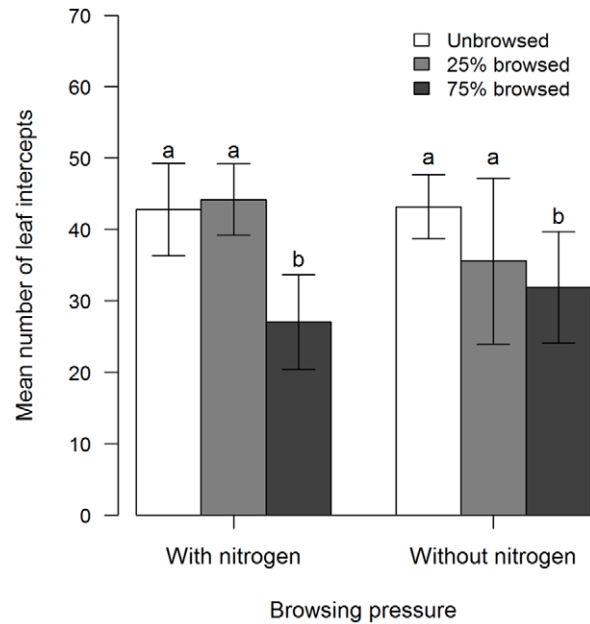 70
60
50
40
30
20
10
0
Mean number of leaf intercepts
Unbrowsed
25% browsed
75% browsed
a a b a a b
With nitrogen Without nitrogen
Browsing pressure